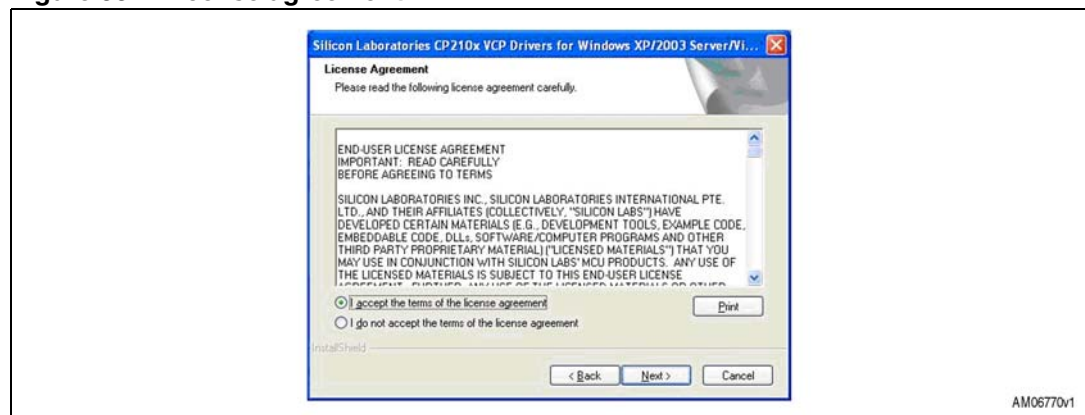 Silicon Laboratories CP210x VCP Drivers for Windows XP/2003 Server/Vi...
License Agreement
Please read the following license agreement carefully.
END-USER LICENSE AGREEMENT
IMPORTANT: READ CAREFULLY
BEFORE AGREEING TO TERMS
SILICON LABORATORIES INC., SILICON LABORATORIES INTERNATIONAL PTE.
LTD., AND THEIR AFFILIATES (COLLECTIVELY, "SILICON LABS") HAVE
DEVELOPED CERTAIN MATERIALS (E.G., DEVELOPMENT TOOLS, EXAMPLE CODE,
EMBEDDABLE CODE, DLLs, SOFTWARE/COMPUTER PROGRAMS AND OTHER
THIRD PARTY PROPRIETARY MATERIAL) ("LICENSED MATERIALS") THAT YOU
MAY USE IN CONJUNCTION WITH SILICON LABS' MCU PRODUCTS. ANY USE OF
THE LICENSED MATERIALS IS SUBJECT TO THIS END-USER LICENSE
I accept the terms of the license agreement
Print
I do not accept the terms of the license agreement
InstallShield
< Back
Next >
Cancel
AM06770v1